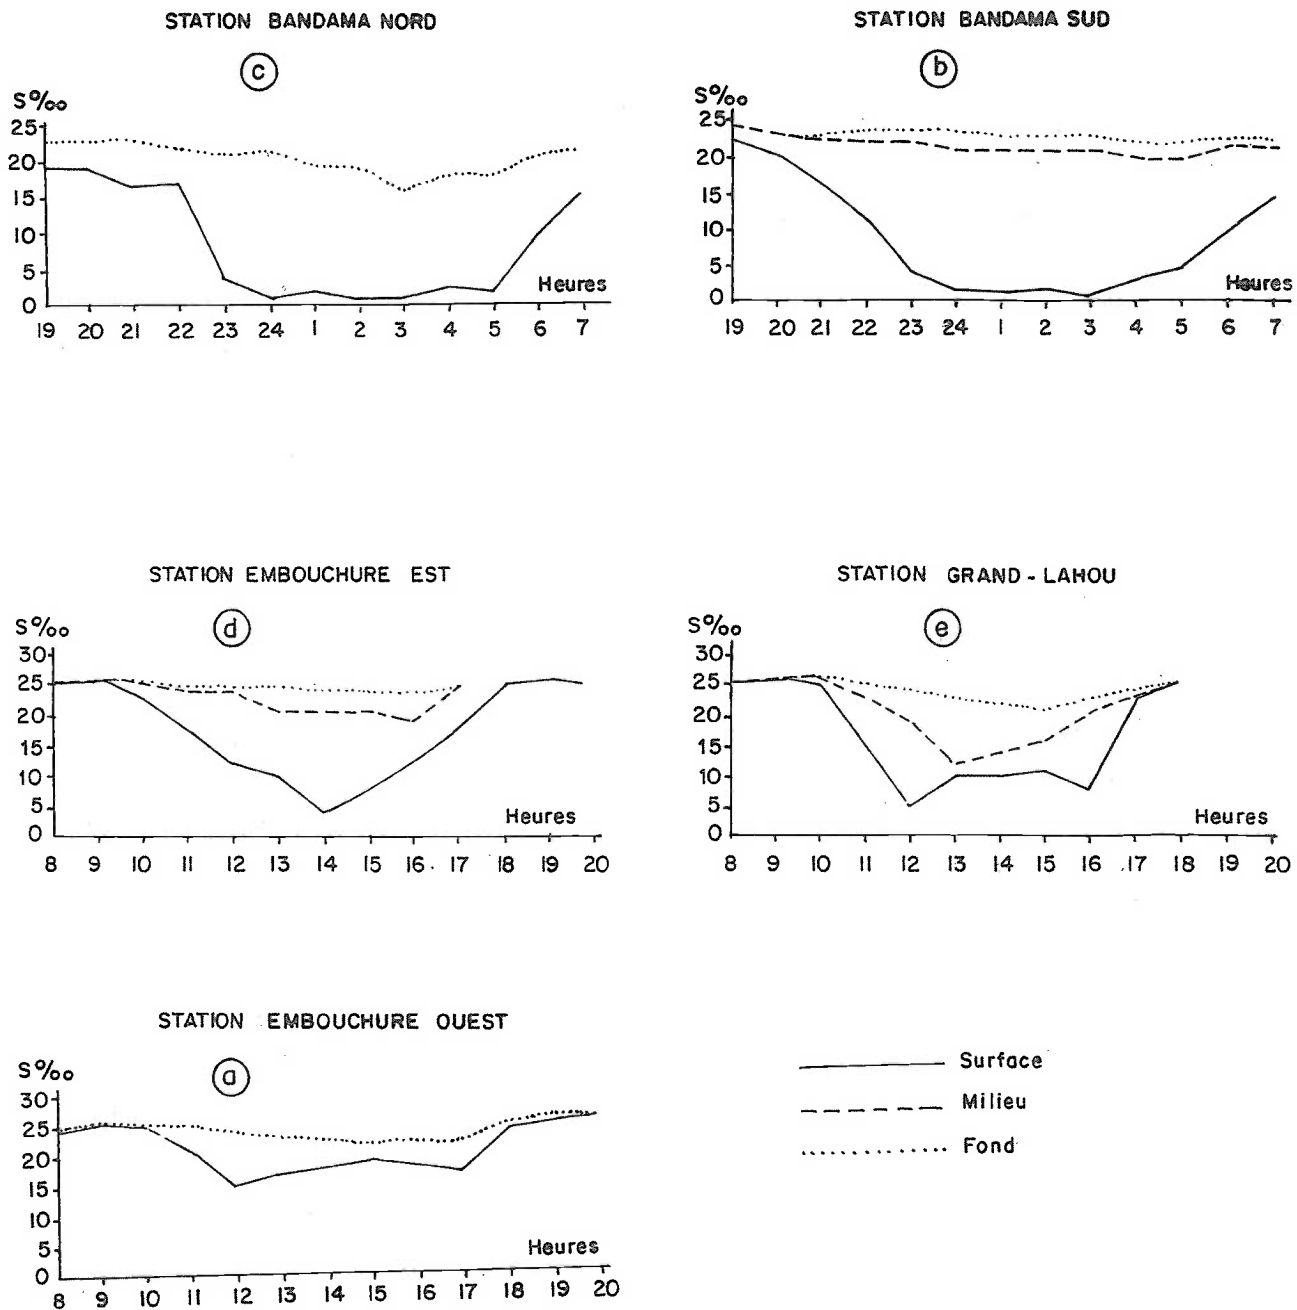 STATION BANDAMA NORD
c
S‰
25
20
15
10
5
0
Heures
19 20 21 22 23 24 1 2 3 4 5 6 7
STATION BANDAMA SUD
b
S‰
25
20
15
10
5
0
Heures
19 20 21 22 23 24 1 2 3 4 5 6 7
STATION EMBOUCHURE EST
d
S‰
30
25
20
15
10
5
0
Heures
8 9 10 11 12 13 14 15 16 17 18 19 20
STATION GRAND-LAHOU
e
S‰
30
25
20
15
10
5
0
Heures
8 9 10 11 12 13 14 15 16 17 18 19 20
STATION EMBOUCHURE OUEST
a
S‰
30
25
20
15
10
5
0
Heures
8 9 10 11 12 13 14 15 16 17 18 19 20
Surface
Milieu
Fond